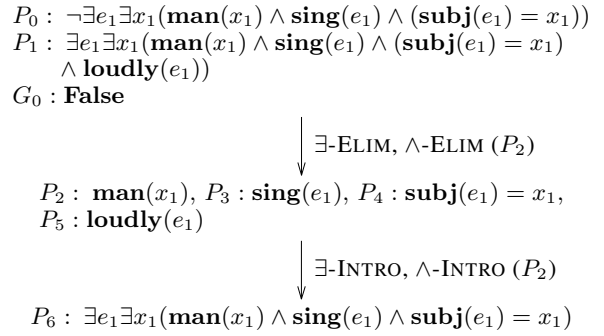 P₀ : ¬∃e₁∃x₁(man(x₁) ∧ sing(e₁) ∧ (subj(e₁) = x₁))
P₁ : ∃e₁∃x₁(man(x₁) ∧ sing(e₁) ∧ (subj(e₁) = x₁)
∧ loudly(e₁))
G₀ : False
∃-ELIM, ∧-ELIM (P₂)
P₂ : man(x₁), P₃ : sing(e₁), P₄ : subj(e₁) = x₁,
P₅ : loudly(e₁)
∃-INTRO, ∧-INTRO (P₂)
P₆ : ∃e₁∃x₁(man(x₁) ∧ sing(e₁) ∧ subj(e₁) = x₁)